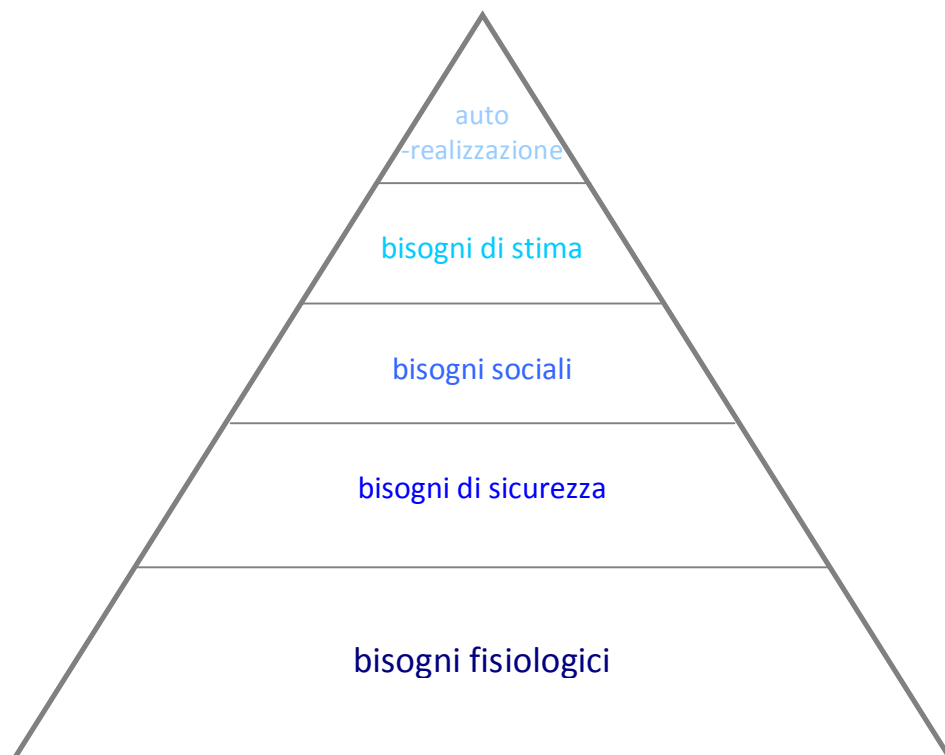 auto
-realizzazione
bisogni di stima
bisogni sociali
bisogni di sicurezza
bisogni fisiologici